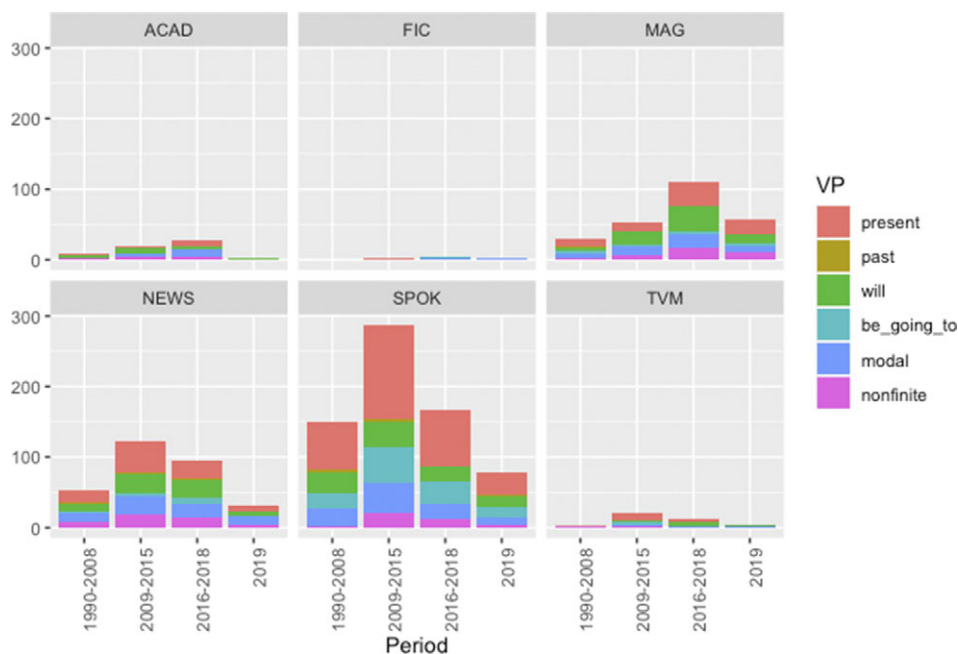 ACAD FIC MAG
300
200
100
0
NEWS SPOK TVM
300
200
100
0
1990-2008 2009-2015 2016-2018 2019 1990-2008 2009-2015 2016-2018 2019 1990-2008 2009-2015 2016-2018 2019
Period
VP
present
past
will
be_going_to
modal
nonfinite